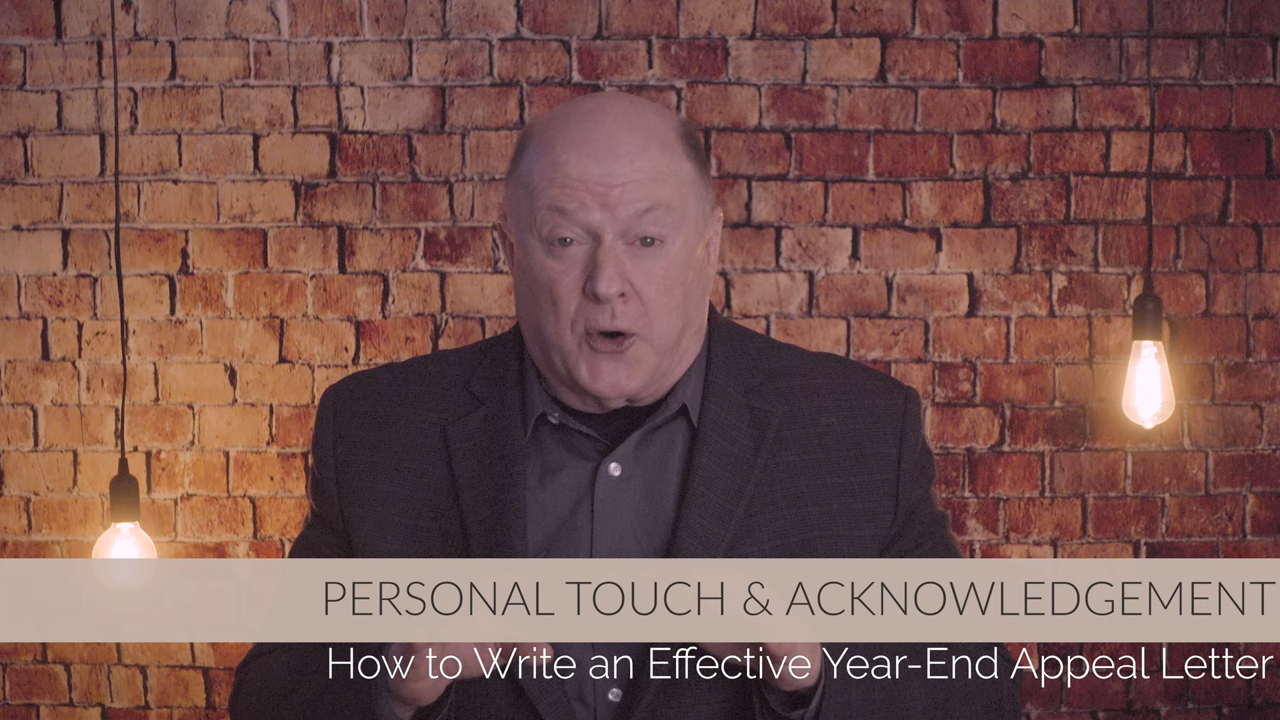 PERSONAL TOUCH & ACKNOWLEDGEMENT
How to Write an Effective Year-End Appeal Letter